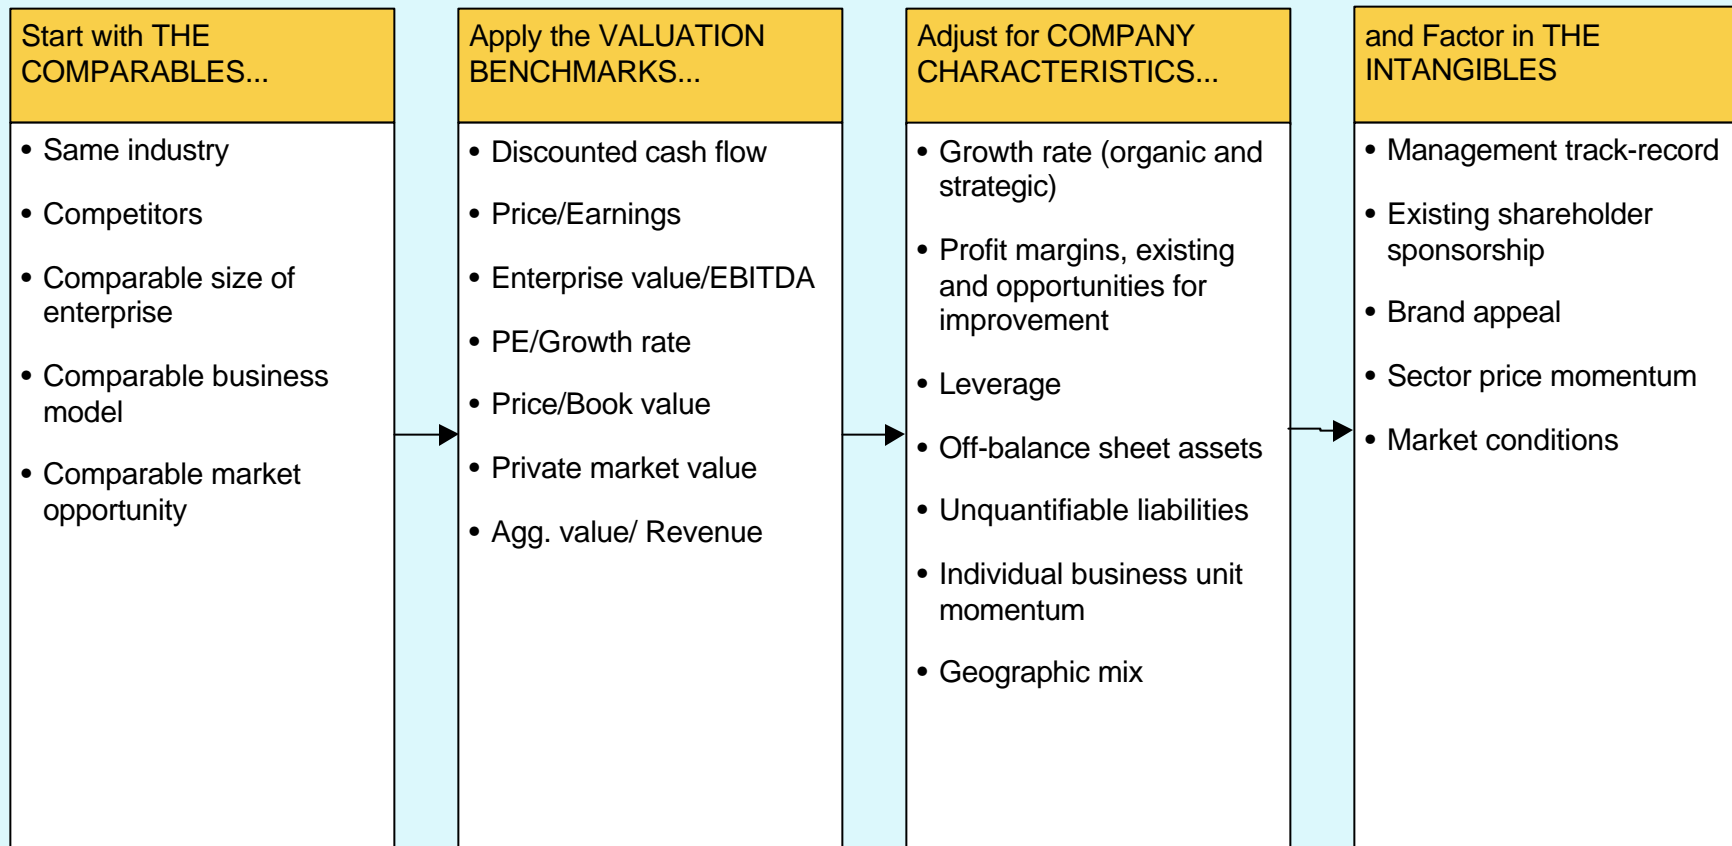 Start with THE
COMPARABLES...
• Same industry
• Competitors
• Comparable size of
enterprise
• Comparable business
model
• Comparable market
opportunity
Apply the VALUATION
BENCHMARKS...
• Discounted cash flow
• Price/Earnings
• Enterprise value/EBITDA
• PE/Growth rate
• Price/Book value
• Private market value
• Agg. value/ Revenue
Adjust for COMPANY
CHARACTERISTICS...
• Growth rate (organic and
strategic)
• Profit margins, existing
and opportunities for
improvement
• Leverage
• Off-balance sheet assets
• Unquantifiable liabilities
• Individual business unit
momentum
• Geographic mix
and Factor in THE
INTANGIBLES
• Management track-record
• Existing shareholder
sponsorship
• Brand appeal
• Sector price momentum
• Market conditions